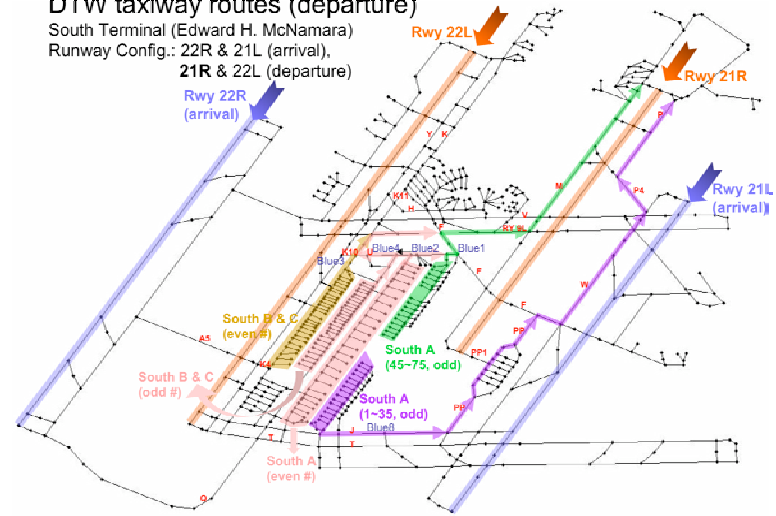 DTW taxiway routes (departure)
South Terminal (Edward H. McNamara)
Runway Config.: 22R & 21L (arrival),
21R & 22L (departure)
Rwy 22L
Rwy 21R
Rwy 22R
(arrival)
Rwy 21L
(arrival)
Y K
P
M
P4
K11
H
V
F
RY 9L
K10 U
Blue4
Blue2
Blue1
Blue3
F
W
F
South B & C
(even #)
PP
A5
South A
(45~75, odd)
PP1
South B & C
(odd #)
South A
(1~35, odd)
PP
J
Blue8
T
T
South A
(even #)
Q